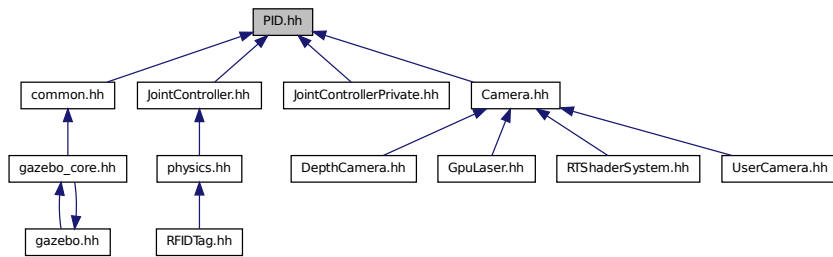 PID.hh
common.hh
JointController.hh
JointControllerPrivate.hh
Camera.hh
gazebo_core.hh
physics.hh
DepthCamera.hh
GpuLaser.hh
RTShaderSystem.hh
UserCamera.hh
gazebo.hh
RFIDTag.hh